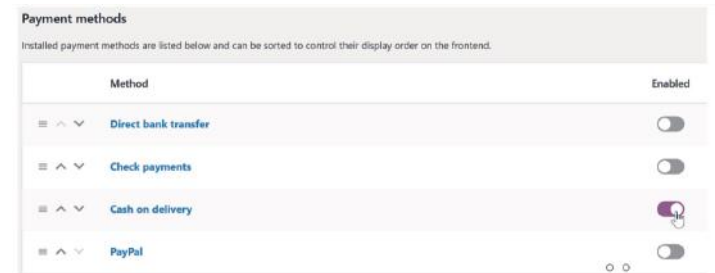 Payment methods
Installed payment methods are listed below and can be sorted to control their display order on the frontend.
Method Enabled
Direct bank transfer
Check payments
Cash on delivery
PayPal